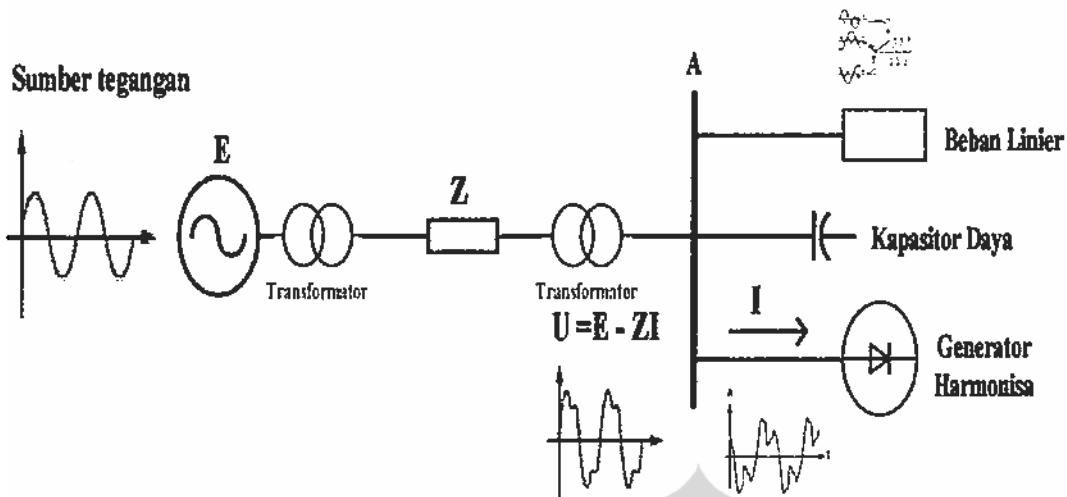 Sumber tegangan
E
Transformator
Z
Transformator
U = E - ZI
A
Beban Linier
Kapasitor Daya
I
Generator
Harmonisa